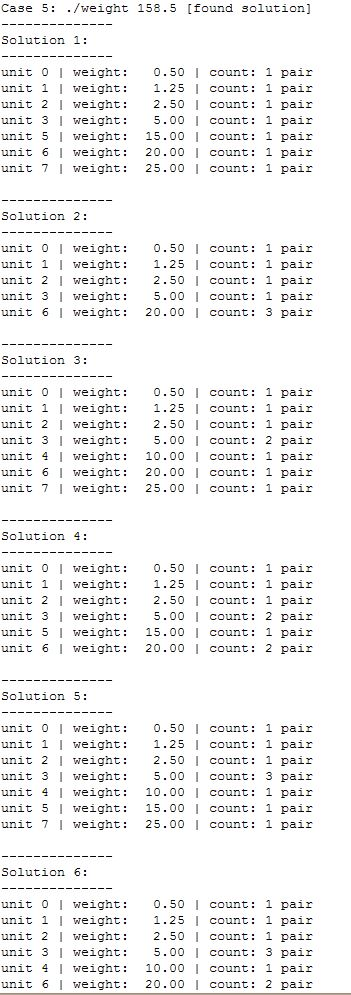 Case 5: ./weight 158.5 [found solution]
--------------
Solution 1:
--------------
unit 0 | weight:   0.50 | count: 1 pair
unit 1 | weight:   1.25 | count: 1 pair
unit 2 | weight:   2.50 | count: 1 pair
unit 3 | weight:   5.00 | count: 1 pair
unit 5 | weight:  15.00 | count: 1 pair
unit 6 | weight:  20.00 | count: 1 pair
unit 7 | weight:  25.00 | count: 1 pair
--------------
Solution 2:
--------------
unit 0 | weight:   0.50 | count: 1 pair
unit 1 | weight:   1.25 | count: 1 pair
unit 2 | weight:   2.50 | count: 1 pair
unit 3 | weight:   5.00 | count: 1 pair
unit 6 | weight:  20.00 | count: 3 pair
--------------
Solution 3:
--------------
unit 0 | weight:   0.50 | count: 1 pair
unit 1 | weight:   1.25 | count: 1 pair
unit 2 | weight:   2.50 | count: 1 pair
unit 3 | weight:   5.00 | count: 2 pair
unit 4 | weight:  10.00 | count: 1 pair
unit 6 | weight:  20.00 | count: 1 pair
unit 7 | weight:  25.00 | count: 1 pair
--------------
Solution 4:
--------------
unit 0 | weight:   0.50 | count: 1 pair
unit 1 | weight:   1.25 | count: 1 pair
unit 2 | weight:   2.50 | count: 1 pair
unit 3 | weight:   5.00 | count: 2 pair
unit 5 | weight:  15.00 | count: 1 pair
unit 6 | weight:  20.00 | count: 2 pair
--------------
Solution 5:
--------------
unit 0 | weight:   0.50 | count: 1 pair
unit 1 | weight:   1.25 | count: 1 pair
unit 2 | weight:   2.50 | count: 1 pair
unit 3 | weight:   5.00 | count: 3 pair
unit 4 | weight:  10.00 | count: 1 pair
unit 5 | weight:  15.00 | count: 1 pair
unit 7 | weight:  25.00 | count: 1 pair
--------------
Solution 6:
--------------
unit 0 | weight:   0.50 | count: 1 pair
unit 1 | weight:   1.25 | count: 1 pair
unit 2 | weight:   2.50 | count: 1 pair
unit 3 | weight:   5.00 | count: 3 pair
unit 4 | weight:  10.00 | count: 1 pair
unit 6 | weight:  20.00 | count: 2 pair